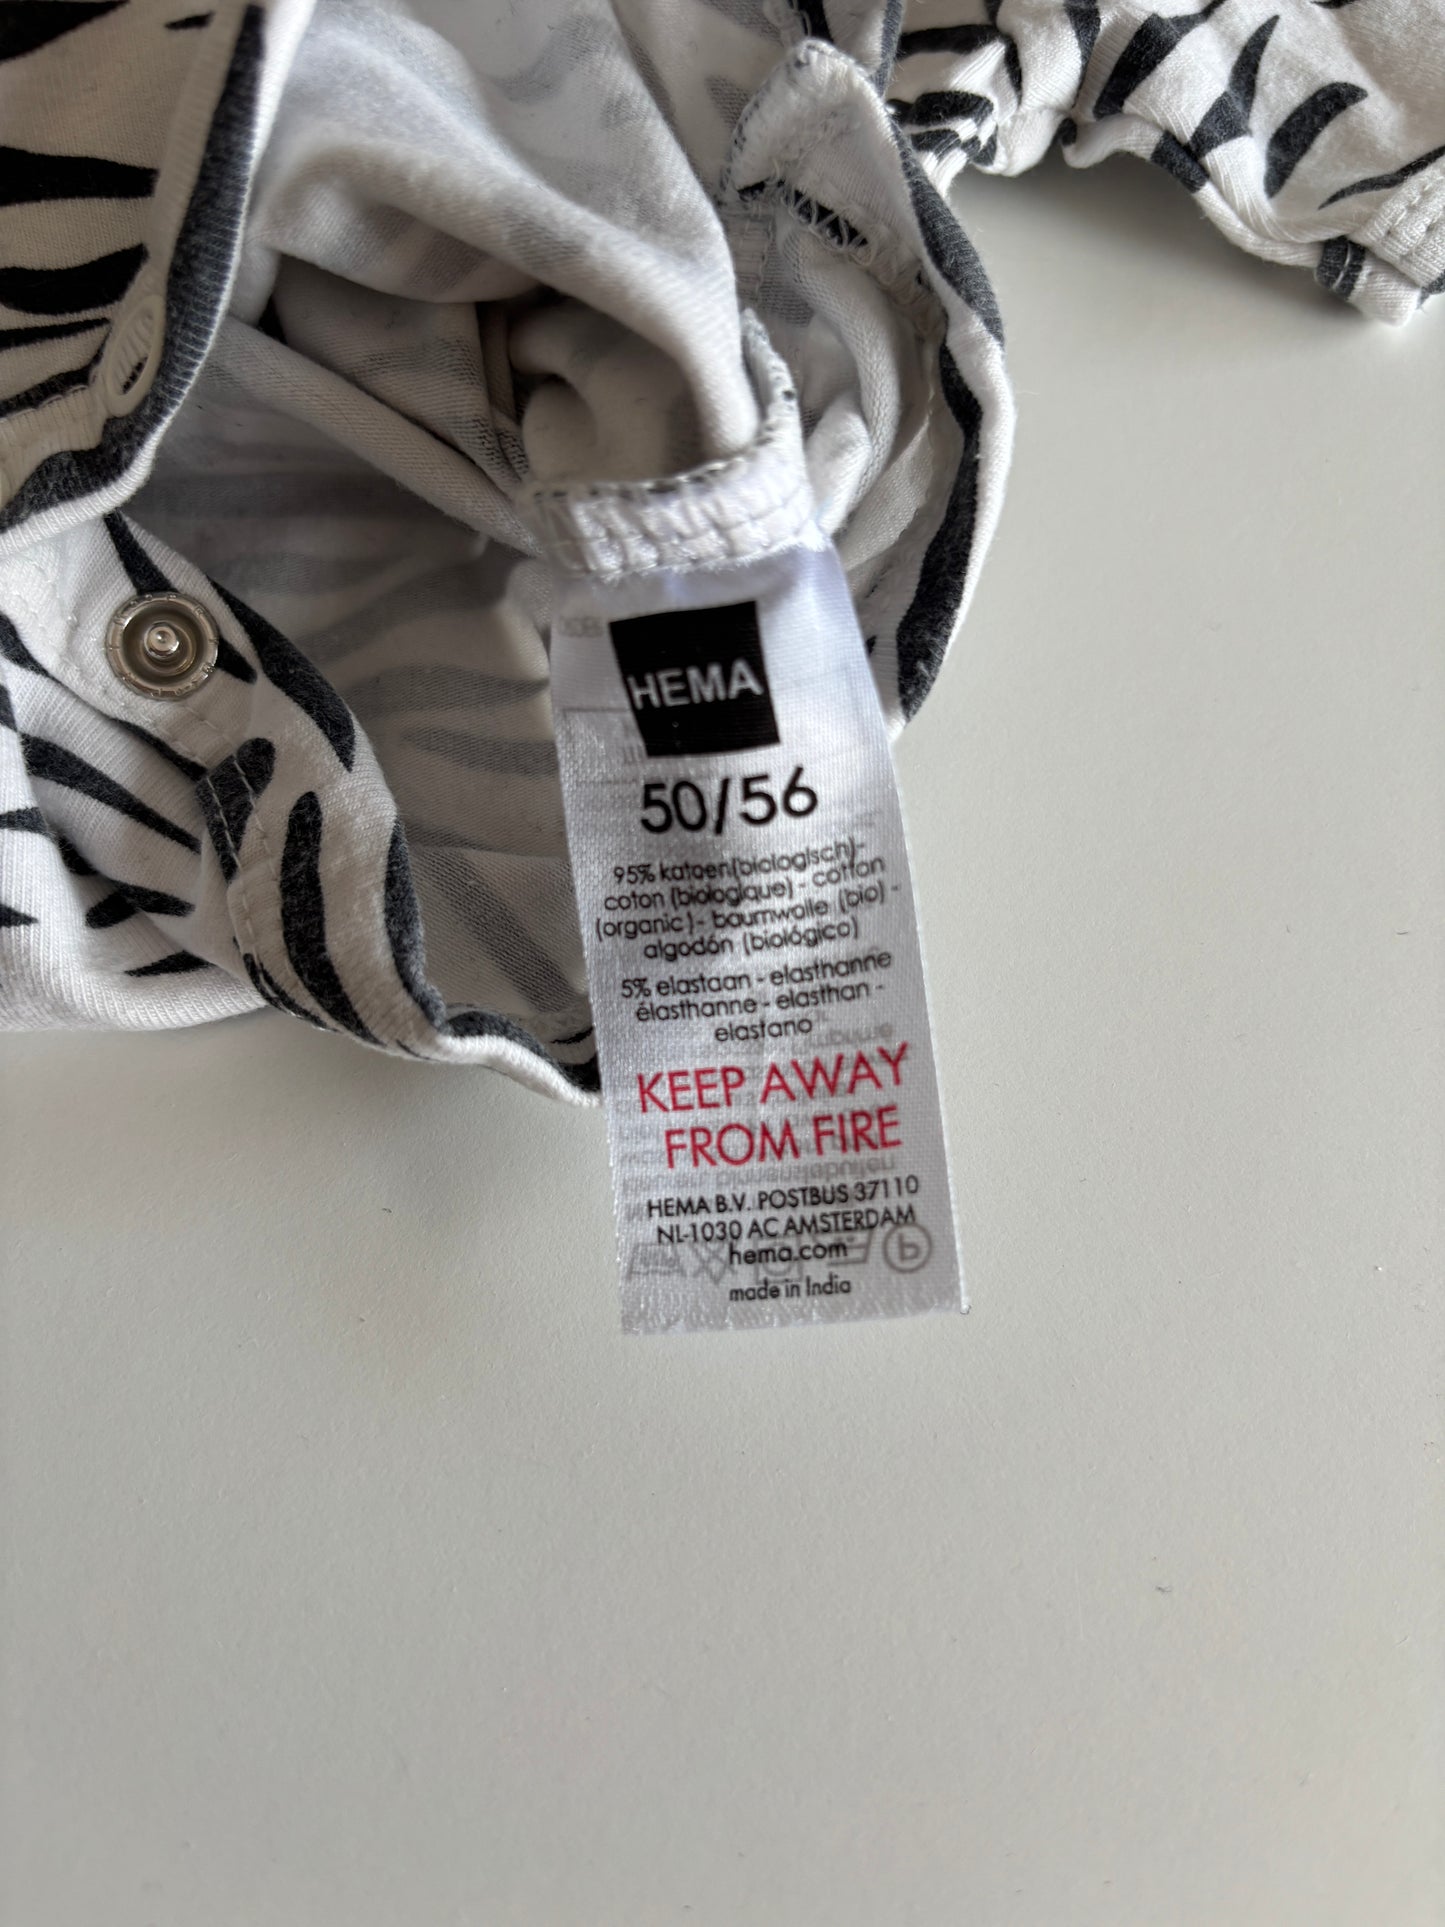 HEMA
50/56
95% katoen(biologisch)-
coton (biologique) - cotton
(organic) - baumwolle (bio) -
algodón (biológico)
5% elastaan - elasthanne
élasthanne - elasthan -
elastano
KEEP AWAY
FROM FIRE
HEMA B.V. POSTBUS 37110
NL-1030 AC AMSTERDAM
hema.com
made in India